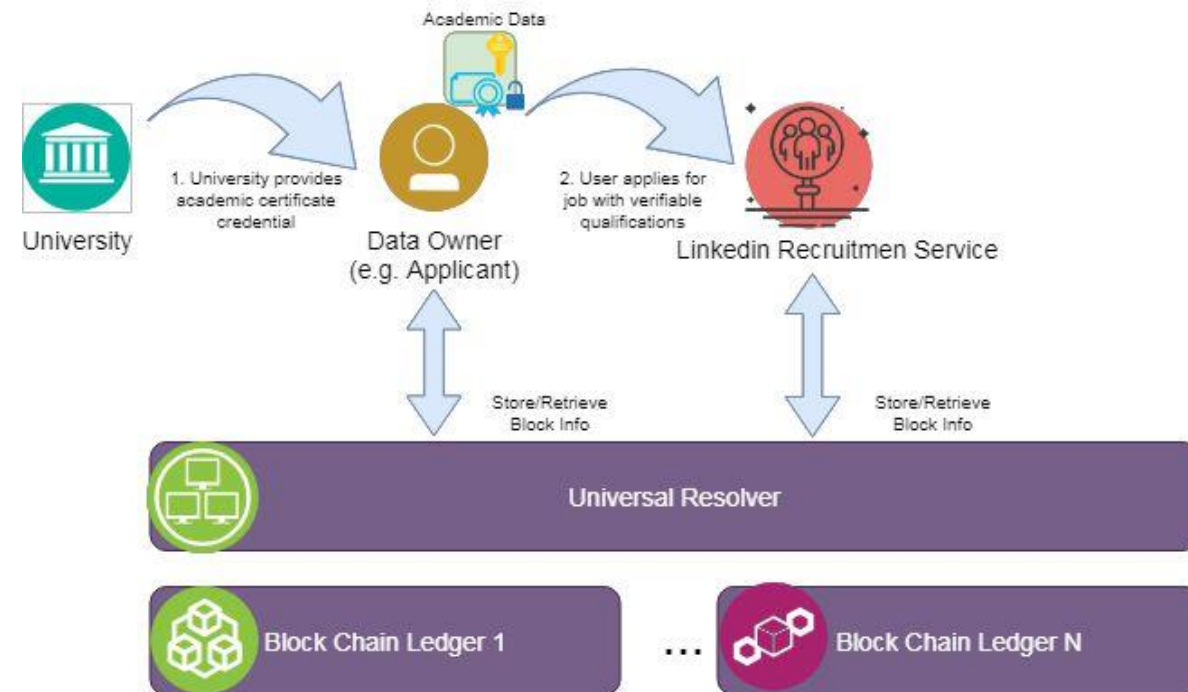 Academic Data
1. University provides
academic certificate
credential
2. User applies for
job with verifiable
qualifications
University
Data Owner
(e.g. Applicant)
Linkedin Recruitmen Service
Store/Retrieve
Block Info
Store/Retrieve
Block Info
Universal Resolver
Block Chain Ledger 1
...
Block Chain Ledger N